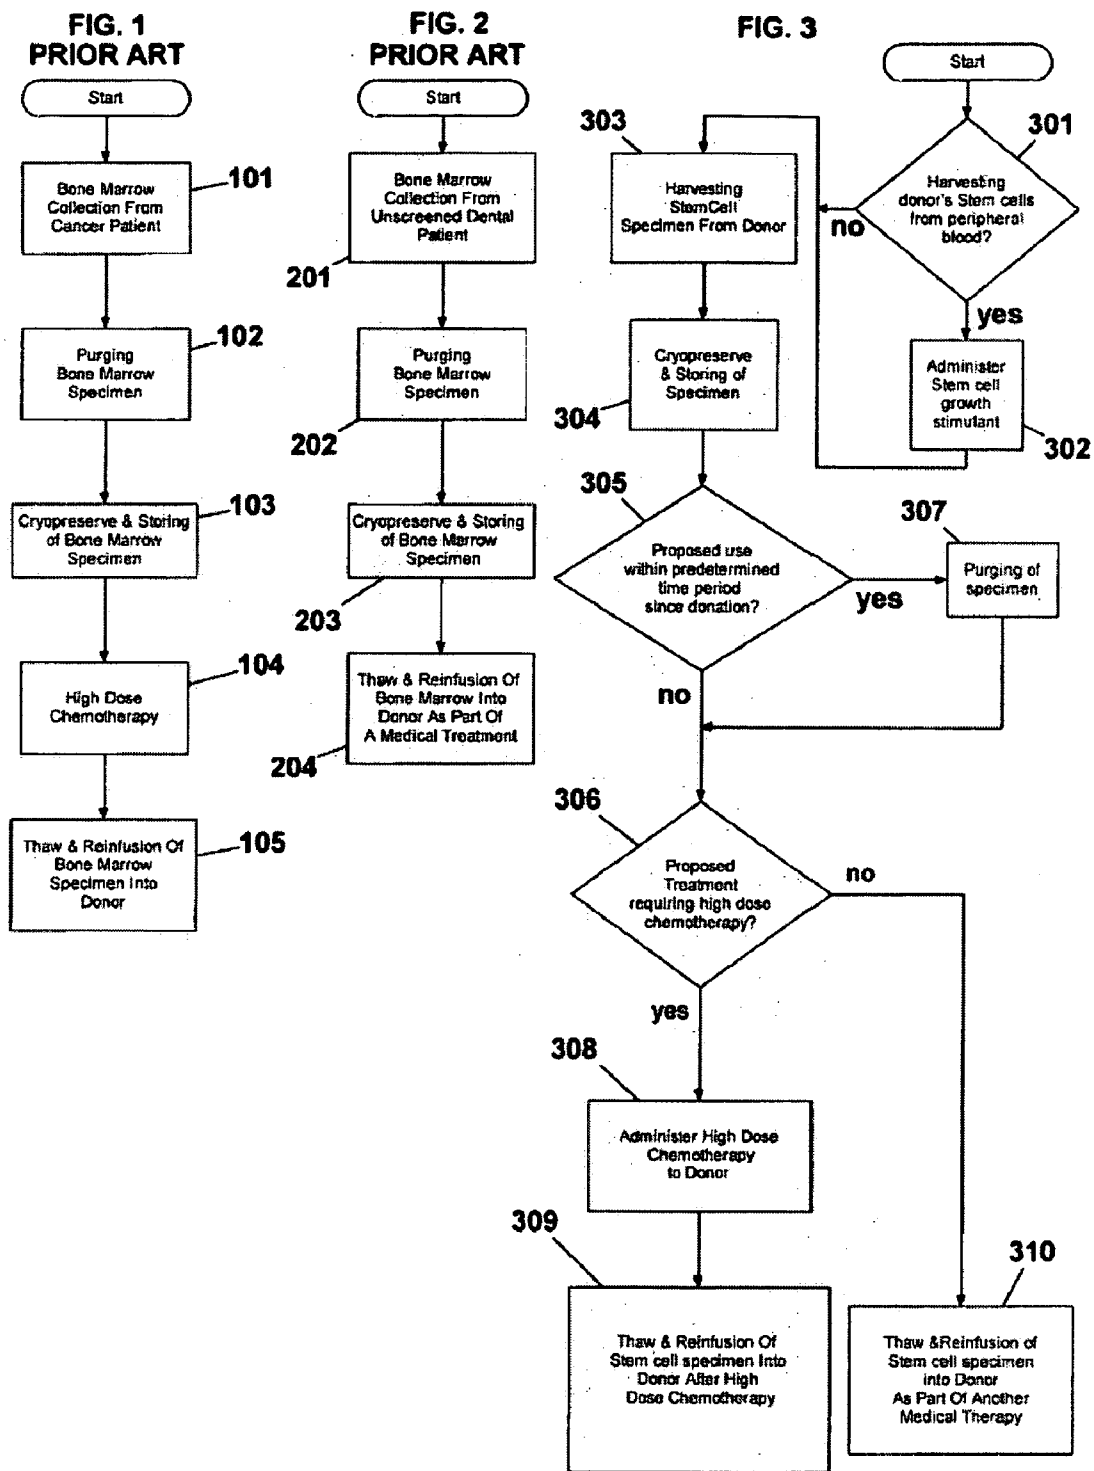 FIG. 1
PRIOR ART
Start
Bone Marrow
Collection From
Cancer Patient
101
Purging
Bone Marrow
Specimen
102
Cryopreserve & Storing
of Bone Marrow
Specimen
103
High Dose
Chemotherapy
104
Thaw & Reinfusion Of
Bone Marrow
Specimen Into
Donor
105
FIG. 2
PRIOR ART
Start
Bone Marrow
Collection From
Unscreened Dental
Patient
201
Purging
Bone Marrow
Specimen
202
Cryopreserve & Storing
of Bone Marrow
Specimen
203
Thaw & Reinfusion Of
Bone Marrow Into
Donor As Part Of
A Medical Treatment
204
FIG. 3
Start
301
Harvesting
donor's Stem cells
from peripheral
blood?
no
yes
Administer
Stem cell
growth
stimulant
302
303
Harvesting
StemCell
Specimen From Donor
Cryopreserve
& Storing of
Specimen
304
305
Proposed use
within predetermined
time period
since donation?
yes
307
Purging of
specimen
no
306
Proposed
Treatment
requiring high dose
chemotherapy?
no
yes
308
Administer High Dose
Chemotherapy
to Donor
309
Thaw & Reinfusion Of
Stem cell specimen Into
Donor After High
Dose Chemotherapy
310
Thaw &Reinfusion of
Stem cell specimen
into Donor
As Part Of Another
Medical Therapy